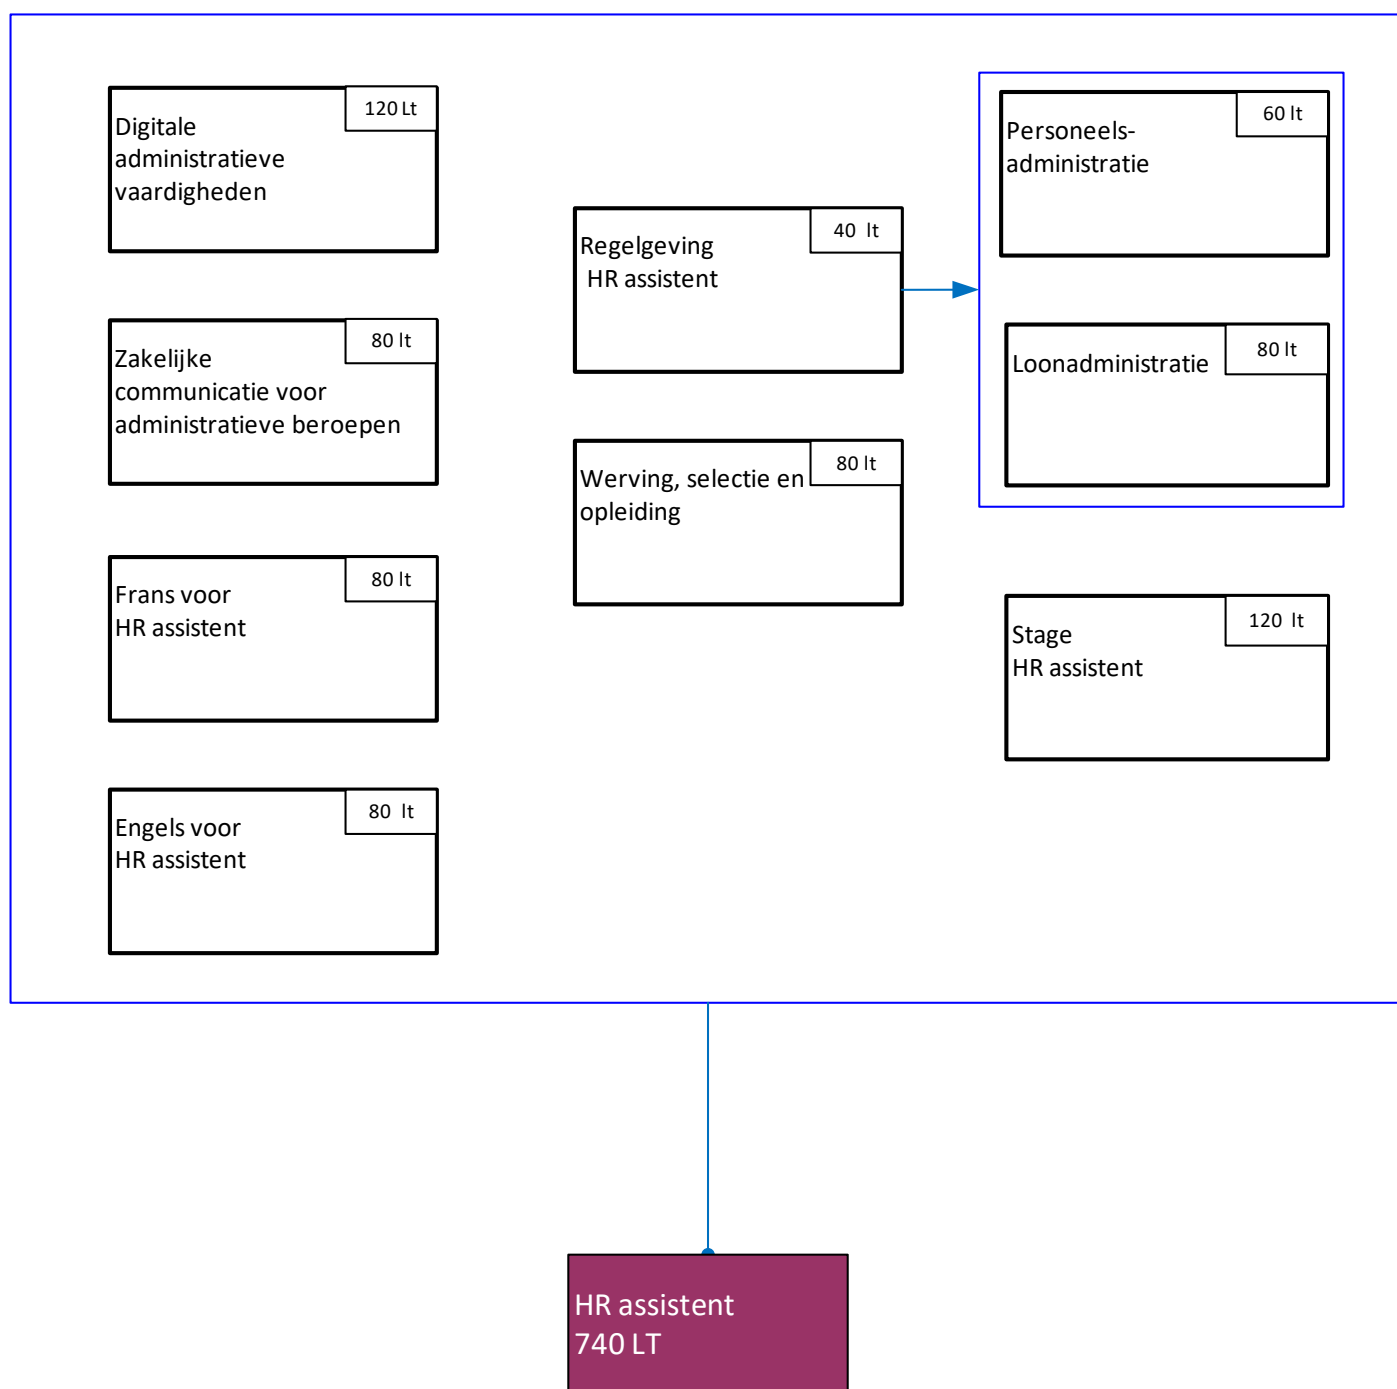 120 Lt
Digitale
administratieve
vaardigheden
80 lt
Zakelijke
communicatie voor
administratieve beroepen
80 lt
Frans voor
HR assistent
80 lt
Engels voor
HR assistent
40 lt
Regelgeving
HR assistent
80 lt
Werving, selectie en
opleiding
60 lt
Personeels-
administratie
80 lt
Loonadministratie
120 lt
Stage
HR assistent
HR assistent
740 LT